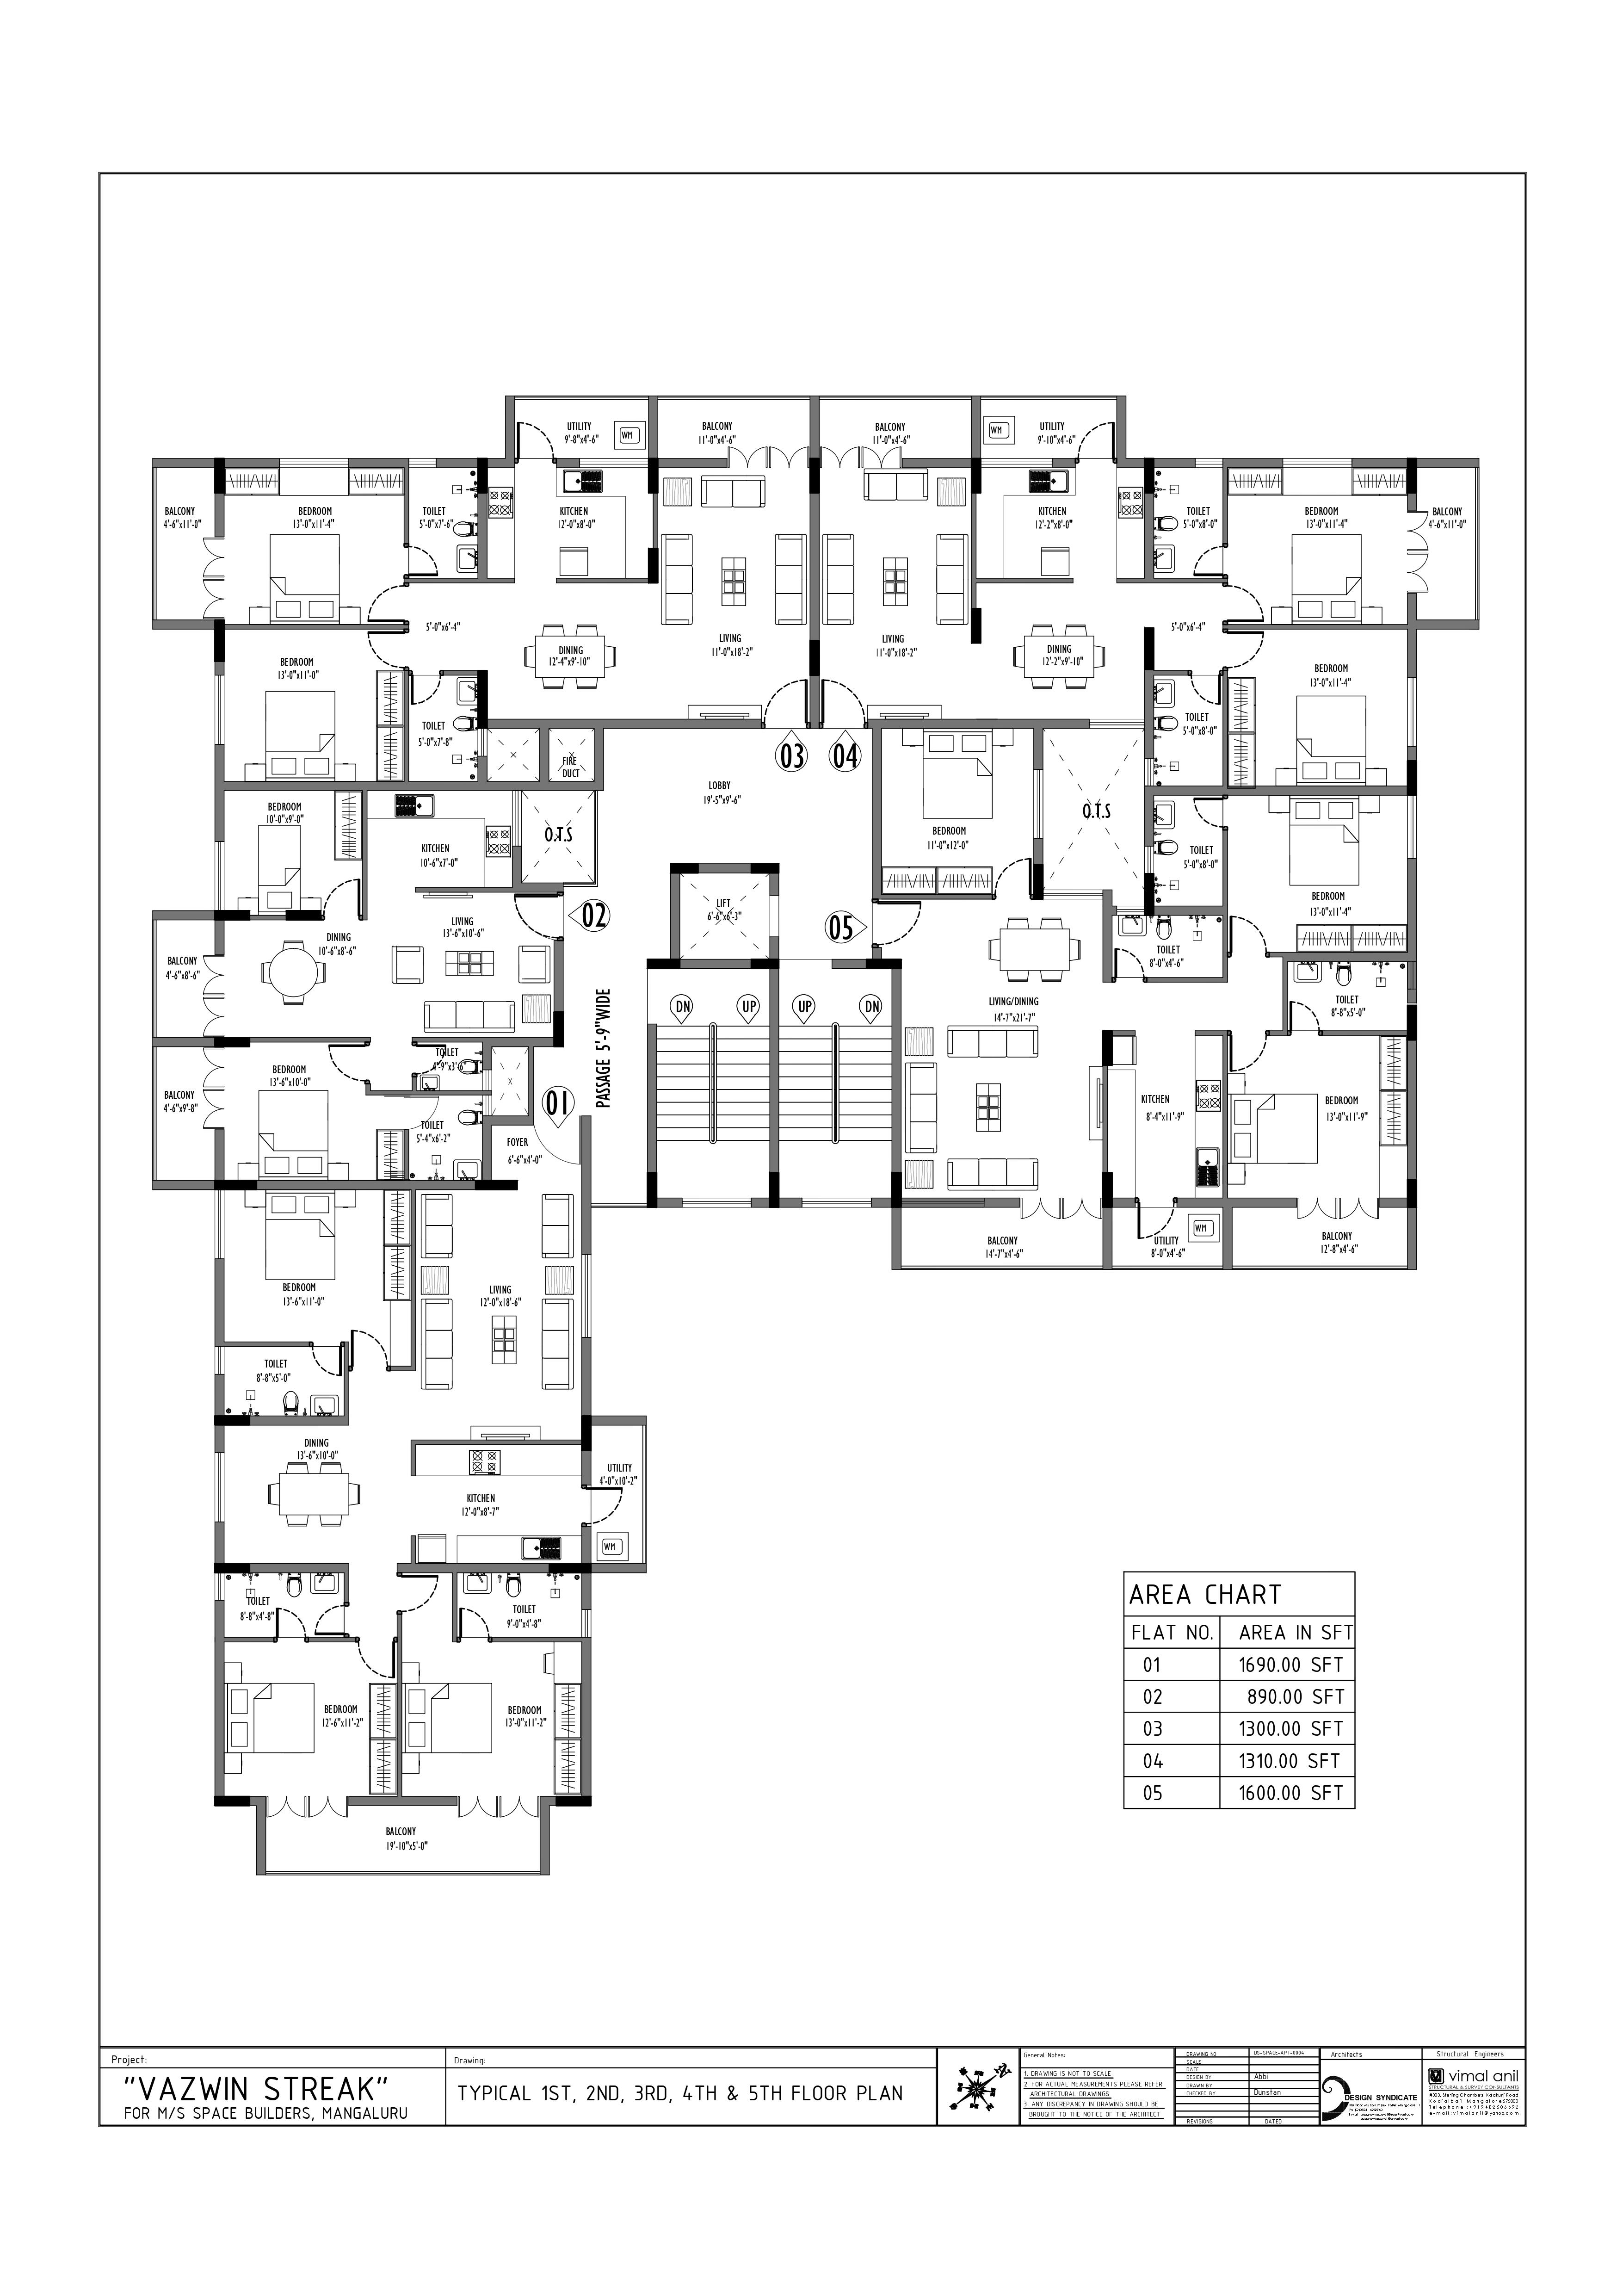 UTILITY
9'-8"x4'-6"
WM
BALCONY
11'-0"x4'-6"
BALCONY
11'-0"x4'-6"
WM
UTILITY
9'-10"x4'-6"
BALCONY
4'-6"x11'-0"
BEDROOM
13'-0"x11'-4"
TOILET
5'-0"x7'-6"
KITCHEN
12'-0"x8'-0"
KITCHEN
12'-2"x8'-0"
TOILET
5'-0"x8'-0"
BEDROOM
13'-0"x11'-4"
BALCONY
4'-6"x11'-0"
5'-0"x6'-4"
DINING
12'-4"x9'-10"
LIVING
11'-0"x18'-2"
LIVING
11'-0"x18'-2"
DINING
12'-2"x9'-10"
5'-0"x6'-4"
BEDROOM
13'-0"x11'-0"
TOILET
5'-0"x7'-8"
BEDROOM
13'-0"x11'-4"
TOILET
5'-0"x8'-0"
FIRE
DUCT
03
04
LOBBY
19'-5"x9'-6"
BEDROOM
10'-0"x9'-0"
KITCHEN
10'-6"x7'-0"
O.T.S
BEDROOM
11'-0"x12'-0"
O.T.S
TOILET
5'-0"x8'-0"
BEDROOM
13'-0"x11'-4"
LIFT
6'-6"x6'-3"
02
05
LIVING
13'-6"x10'-6"
DINING
10'-6"x8'-6"
BALCONY
4'-6"x8'-6"
TOILET
8'-0"x4'-6"
LIVING/DINING
14'-7"x21'-7"
TOILET
8'-8"x5'-0"
DN
UP
UP
DN
PASSAGE 5'-9"WIDE
TOILET
4'-9"x3'-6"
BEDROOM
13'-6"x10'-0"
BALCONY
4'-6"x9'-8"
TOILET
5'-4"x6'-2"
01
FOYER
6'-6"x4'-0"
KITCHEN
8'-4"x11'-9"
BEDROOM
13'-0"x11'-9"
BALCONY
14'-7"x4'-6"
WM
UTILITY
8'-0"x4'-6"
BALCONY
12'-8"x4'-6"
BEDROOM
13'-6"x11'-0"
LIVING
12'-0"x18'-6"
TOILET
8'-8"x5'-0"
DINING
13'-6"x10'-0"
KITCHEN
12'-0"x8'-7"
UTILITY
4'-0"x10'-2"
WM
TOILET
8'-8"x4'-8"
TOILET
9'-0"x4'-8"
BEDROOM
12'-6"x11'-2"
BEDROOM
13'-0"x11'-2"
BALCONY
19'-10"x5'-0"
AREA CHART
FLAT NO. AREA IN SFT
01 1690.00 SFT
02 890.00 SFT
03 1300.00 SFT
04 1310.00 SFT
05 1600.00 SFT
Project:
"VAZWIN STREAK"
FOR M/S SPACE BUILDERS, MANGALURU
Drawing:
TYPICAL 1ST, 2ND, 3RD, 4TH & 5TH FLOOR PLAN
N
General Notes:
1. DRAWING IS NOT TO SCALE
2. FOR ACTUAL MEASUREMENTS PLEASE REFER
ARCHITECTURAL DRAWINGS
3. ANY DISCREPANCY IN DRAWING SHOULD BE
BROUGHT TO THE NOTICE OF THE ARCHITECT
DRAWING NO DS-SPACE-APT-0004
SCALE
DATE
DESIGN BY Abbi
DRAWN BY
CHECKED BY Dunstan
REVISIONS DATED
Architects
DESIGN SYNDICATE
Structural Engineers
vimal anil
STRUCTURAL & SURVEY CONSULTANTS